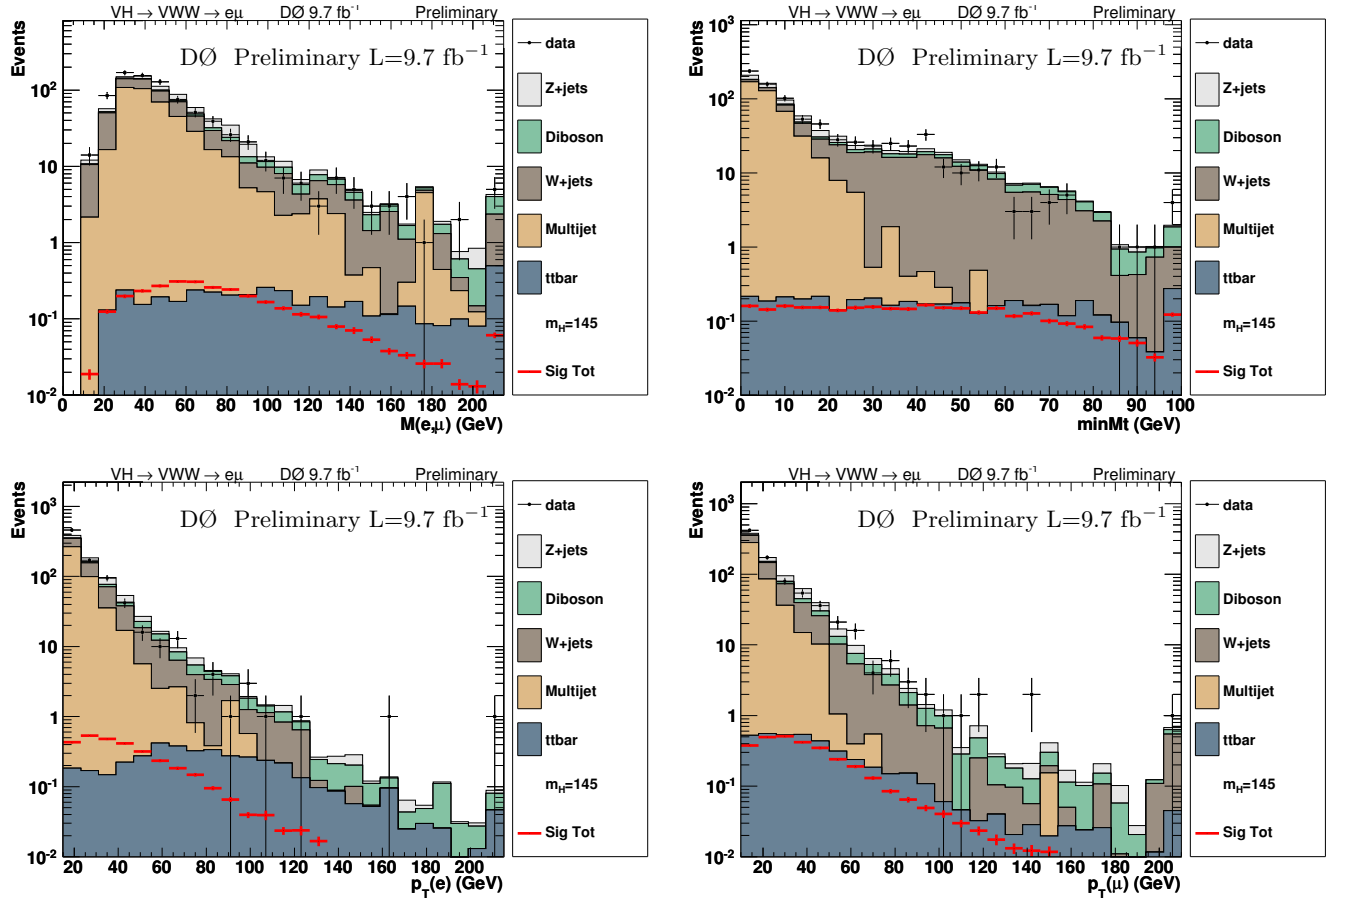 VH → VWW → eμ DØ 9.7 fb⁻¹ Preliminary
DØ Preliminary L=9.7 fb⁻¹
Events
10²
10
1
10⁻¹
10⁻²
0 20 40 60 80 100 120 140 160 180 200
M(e,μ) (GeV)
data
Z+jets
Diboson
W+jets
Multijet
ttbar
m_H=145
Sig Tot
VH → VWW → eμ DØ 9.7 fb⁻¹ Preliminary
DØ Preliminary L=9.7 fb⁻¹
Events
10³
10²
10
1
10⁻¹
10⁻²
0 10 20 30 40 50 60 70 80 90 100
minMt (GeV)
data
Z+jets
Diboson
W+jets
Multijet
ttbar
m_H=145
Sig Tot
VH → VWW → eμ DØ 9.7 fb⁻¹ Preliminary
DØ Preliminary L=9.7 fb⁻¹
Events
10³
10²
10
1
10⁻¹
10⁻²
20 40 60 80 100 120 140 160 180 200
p_T(e) (GeV)
data
Z+jets
Diboson
W+jets
Multijet
ttbar
m_H=145
Sig Tot
VH → VWW → eμ DØ 9.7 fb⁻¹ Preliminary
DØ Preliminary L=9.7 fb⁻¹
Events
10³
10²
10
1
10⁻¹
10⁻²
20 40 60 80 100 120 140 160 180 200
p_T(μ) (GeV)
data
Z+jets
Diboson
W+jets
Multijet
ttbar
m_H=145
Sig Tot